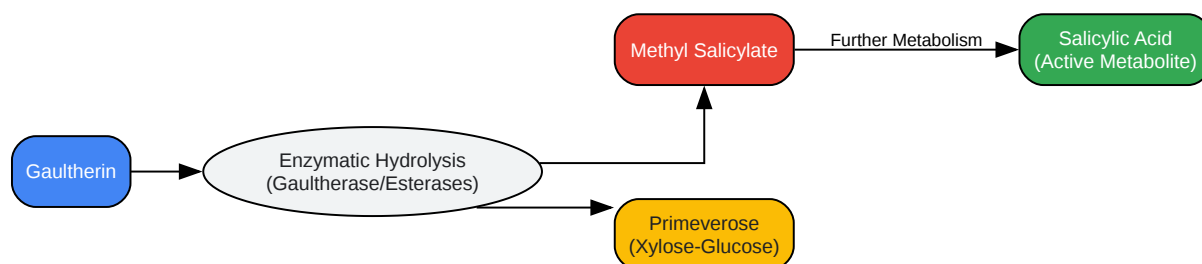 Gaultherin
Enzymatic Hydrolysis
(Gaultherase/Esterases)
Methyl Salicylate
Further Metabolism
Salicylic Acid
(Active Metabolite)
Primeverose
(Xylose-Glucose)